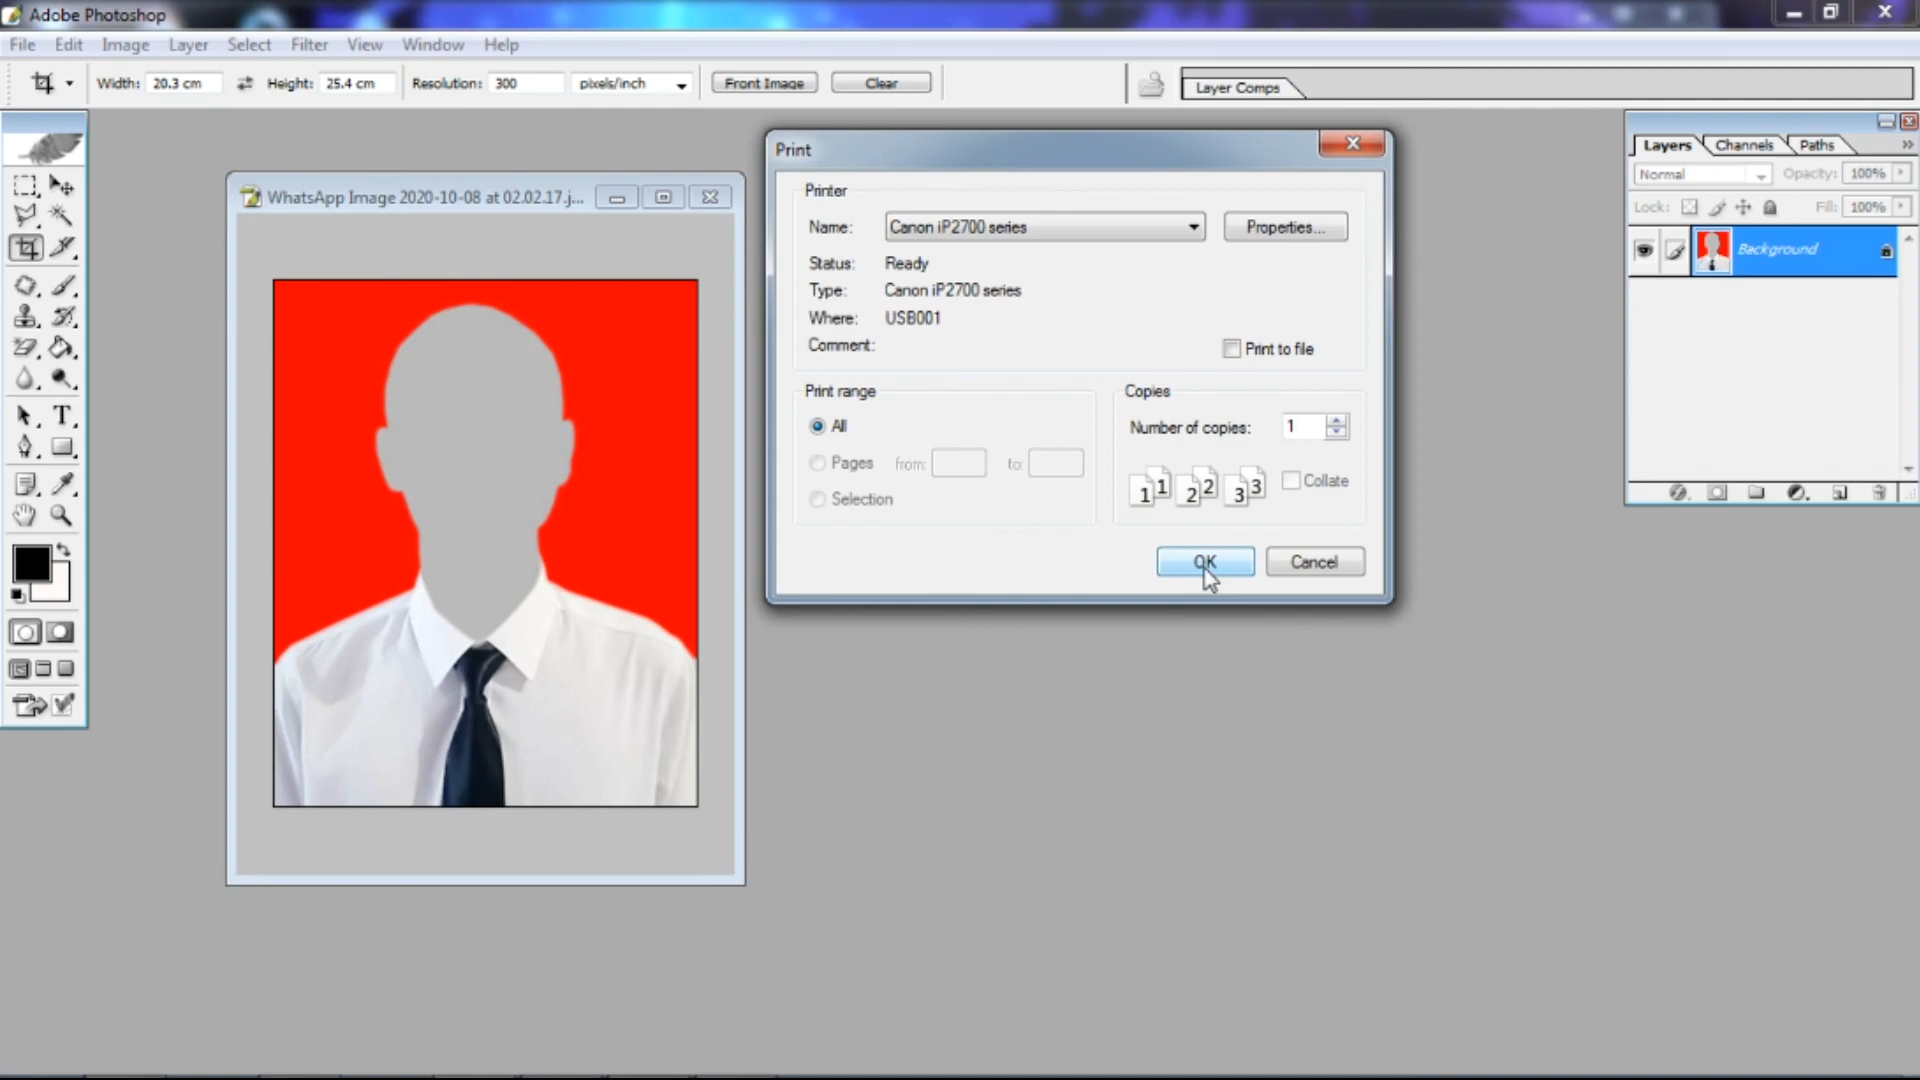 Adobe Photoshop
File Edit Image Layer Select Filter View Window Help
Width: 20.3 cm Height: 25.4 cm Resolution: 300 pixels/inch Front Image Clear Layer Comps
WhatsApp Image 2020-10-08 at 02.02.17.j...
Print
Printer
Name: Canon iP2700 series Properties...
Status: Ready
Type: Canon iP2700 series
Where: USB001
Comment:
Print to file
Print range
All
Pages from: to:
Selection
Copies
Number of copies: 1
1 1 2 2 3 3 Collate
OK Cancel
Layers Channels Paths
Normal Opacity: 100%
Lock: Fill: 100%
Background
T